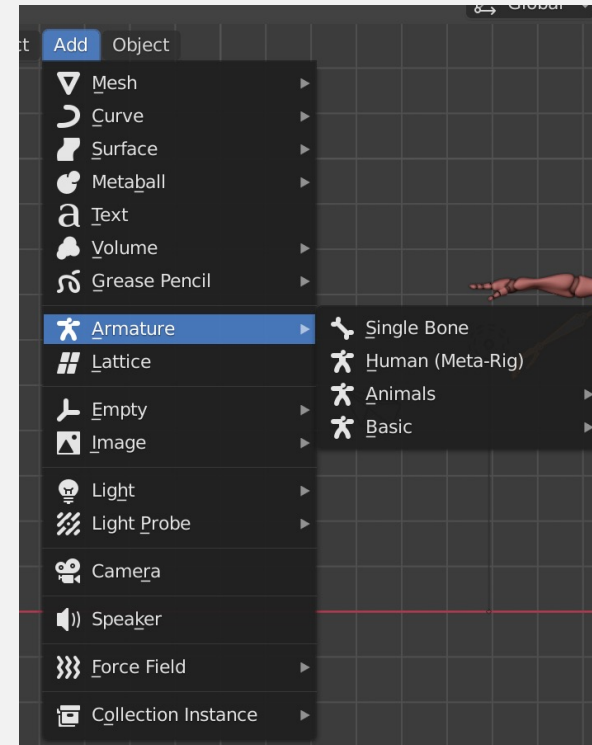 Global
Add Object
Mesh
Curve
Surface
Metaball
Text
Volume
Grease Pencil
Armature
Single Bone
Lattice
Human (Meta-Rig)
Animals
Empty
Basic
Image
Light
Light Probe
Camera
Speaker
Force Field
Collection Instance